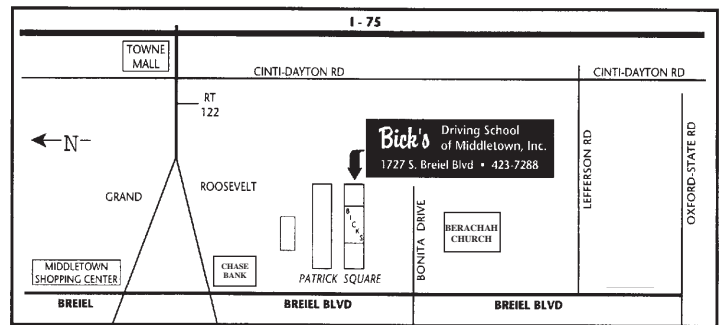 I - 75
TOWNE
MALL
CINTI-DAYTON RD
CINTI-DAYTON RD
RT
122
N
Bick's Driving School
of Middletown, Inc.
1727 S. Breiel Blvd • 423-7288
LEFFERSON RD
OXFORD-STATE RD
GRAND
ROOSEVELT
BICKS
BONITA DRIVE
BERACHAH
CHURCH
MIDDLETOWN
SHOPPING CENTER
CHASE
BANK
PATRICK SQUARE
BREIEL
BREIEL BLVD
BREIEL BLVD